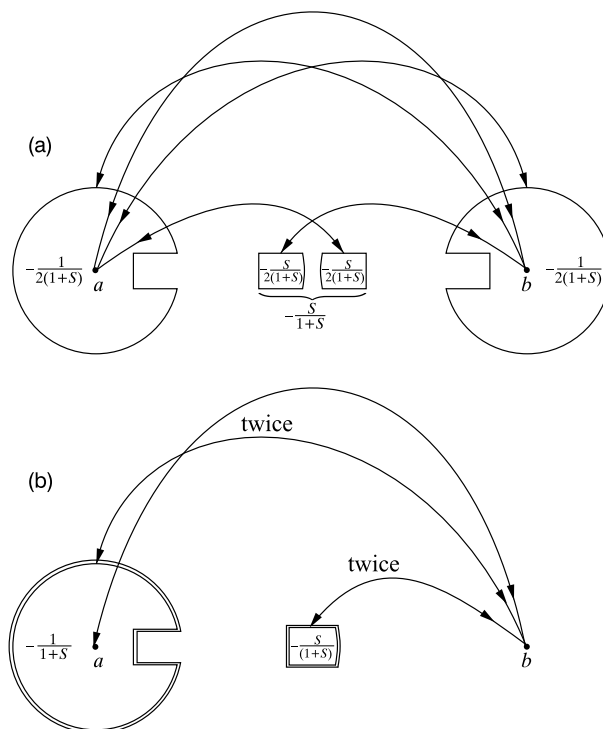 (a)
-1/2(1+S) a
-S/2(1+S) -S/2(1+S)
-S/1+S
b -1/2(1+S)
twice
(b)
twice
-1/1+S a
-S/(1+S)
b